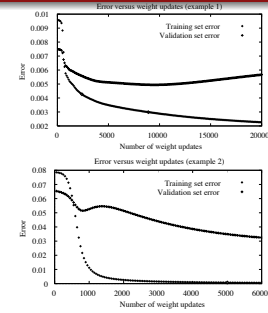 Error versus weight updates (example 1)
0.01
0.009
0.008
0.007
0.006
0.005
0.004
0.003
0.002
Error
Training set error
Validation set error
0 5000 10000 15000 20000
Number of weight updates
Error versus weight updates (example 2)
0.08
0.07
0.06
0.05
0.04
0.03
0.02
0.01
0
Error
Training set error
Validation set error
0 1000 2000 3000 4000 5000 6000
Number of weight updates